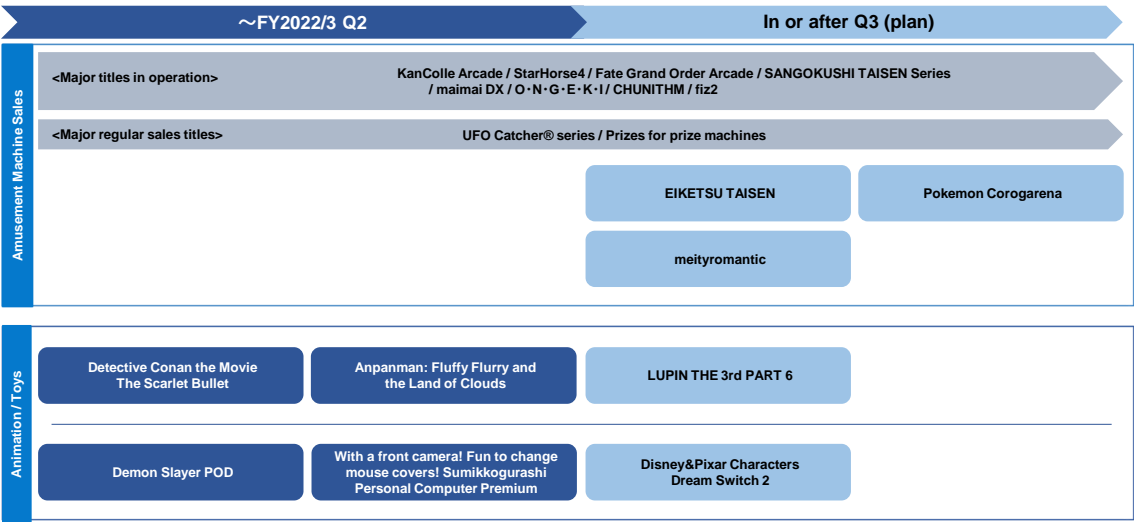 ～FY2022/3 Q2
In or after Q3 (plan)
Amusement Machine Sales
<Major titles in operation>
KanColle Arcade / StarHorse4 / Fate Grand Order Arcade / SANGOKUSHI TAISEN Series
/ maimai DX / O・N・G・E・K・I / CHUNITHM / fiz2
<Major regular sales titles>
UFO Catcher® series / Prizes for prize machines
EIKETSU TAISEN
Pokemon Corogarena
meityromantic
Animation / Toys
Detective Conan the Movie
The Scarlet Bullet
Anpanman: Fluffy Flurry and
the Land of Clouds
LUPIN THE 3rd PART 6
Demon Slayer POD
With a front camera! Fun to change
mouse covers! Sumikkogurashi
Personal Computer Premium
Disney&Pixar Characters
Dream Switch 2